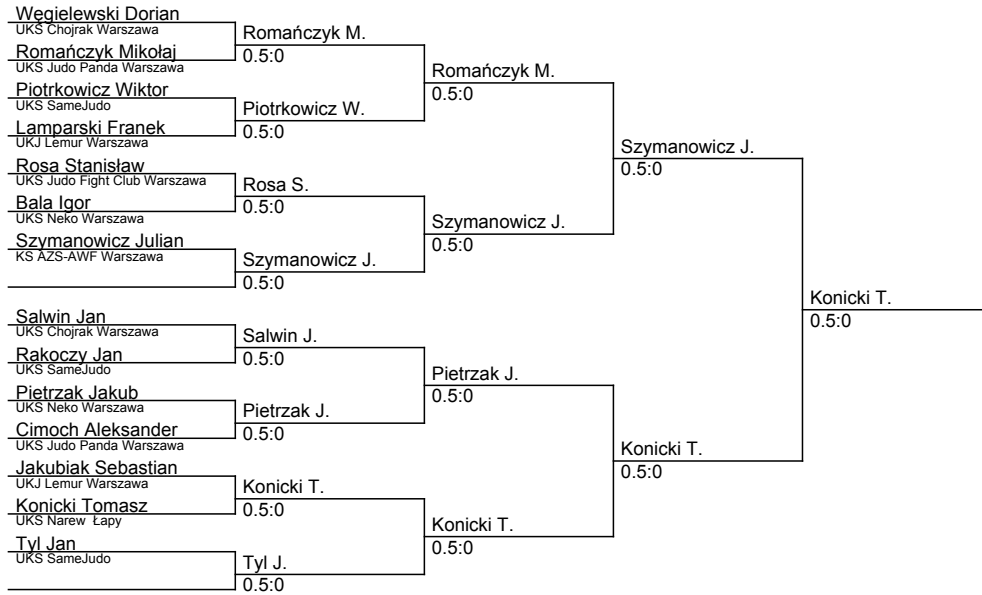 Węgielewski Dorian
UKS Chojrak Warszawa
Romańczyk Mikołaj
UKS Judo Panda Warszawa
Piotrkowicz Wiktor
UKS SameJudo
Lamparski Franek
UKJ Lemur Warszawa
Rosa Stanisław
UKS Judo Fight Club Warszawa
Bala Igor
UKS Neko Warszawa
Szymanowicz Julian
KS AZS-AWF Warszawa
Salwin Jan
UKS Chojrak Warszawa
Rakoczy Jan
UKS SameJudo
Pietrzak Jakub
UKS Neko Warszawa
Cimoch Aleksander
UKS Judo Panda Warszawa
Jakubiak Sebastian
UKJ Lemur Warszawa
Konicki Tomasz
UKS Narew  Łapy
Tyl Jan
UKS SameJudo
Romańczyk M.
0.5:0
Piotrkowicz W.
0.5:0
Rosa S.
0.5:0
Szymanowicz J.
0.5:0
Salwin J.
0.5:0
Pietrzak J.
0.5:0
Konicki T.
0.5:0
Tyl J.
0.5:0
Romańczyk M.
0.5:0
Szymanowicz J.
0.5:0
Pietrzak J.
0.5:0
Konicki T.
0.5:0
Szymanowicz J.
0.5:0
Konicki T.
0.5:0
Konicki T.
0.5:0